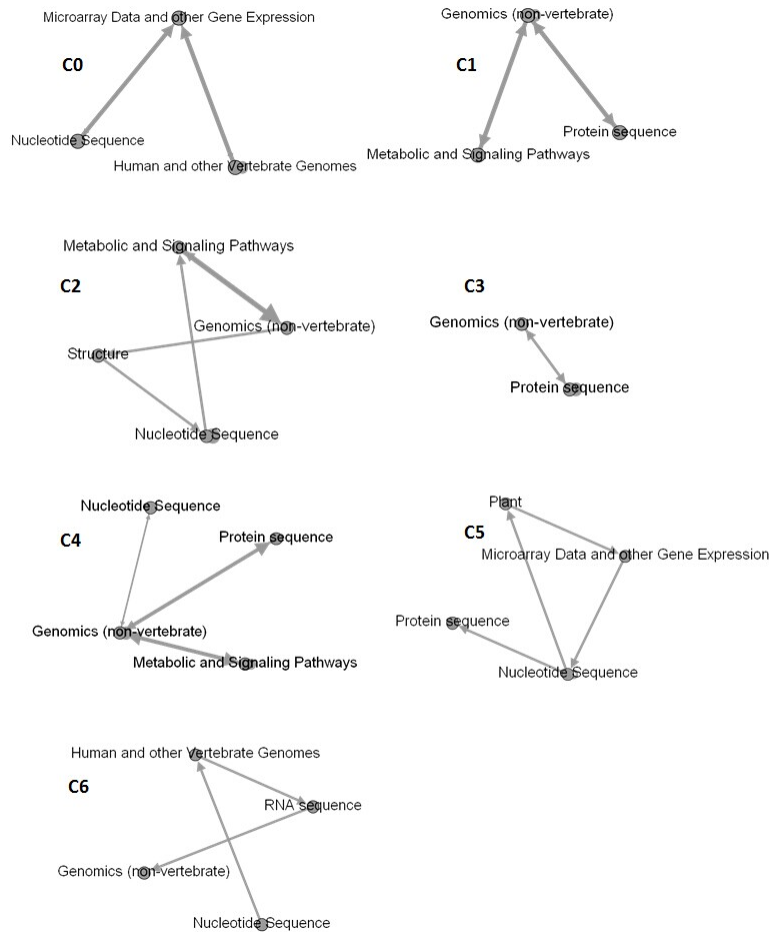 Microarray Data and other Gene Expression
C0
Nucleotide Sequence
Human and other Vertebrate Genomes
Genomics (non-vertebrate)
C1
Protein sequence
Metabolic and Signaling Pathways
Metabolic and Signaling Pathways
C2
Genomics (non-vertebrate)
Structure
Nucleotide Sequence
C3
Genomics (non-vertebrate)
Protein sequence
Nucleotide Sequence
C4
Protein sequence
Genomics (non-vertebrate)
Metabolic and Signaling Pathways
Plant
C5
Microarray Data and other Gene Expression
Protein sequence
Nucleotide Sequence
Human and other Vertebrate Genomes
C6
RNA sequence
Genomics (non-vertebrate)
Nucleotide Sequence